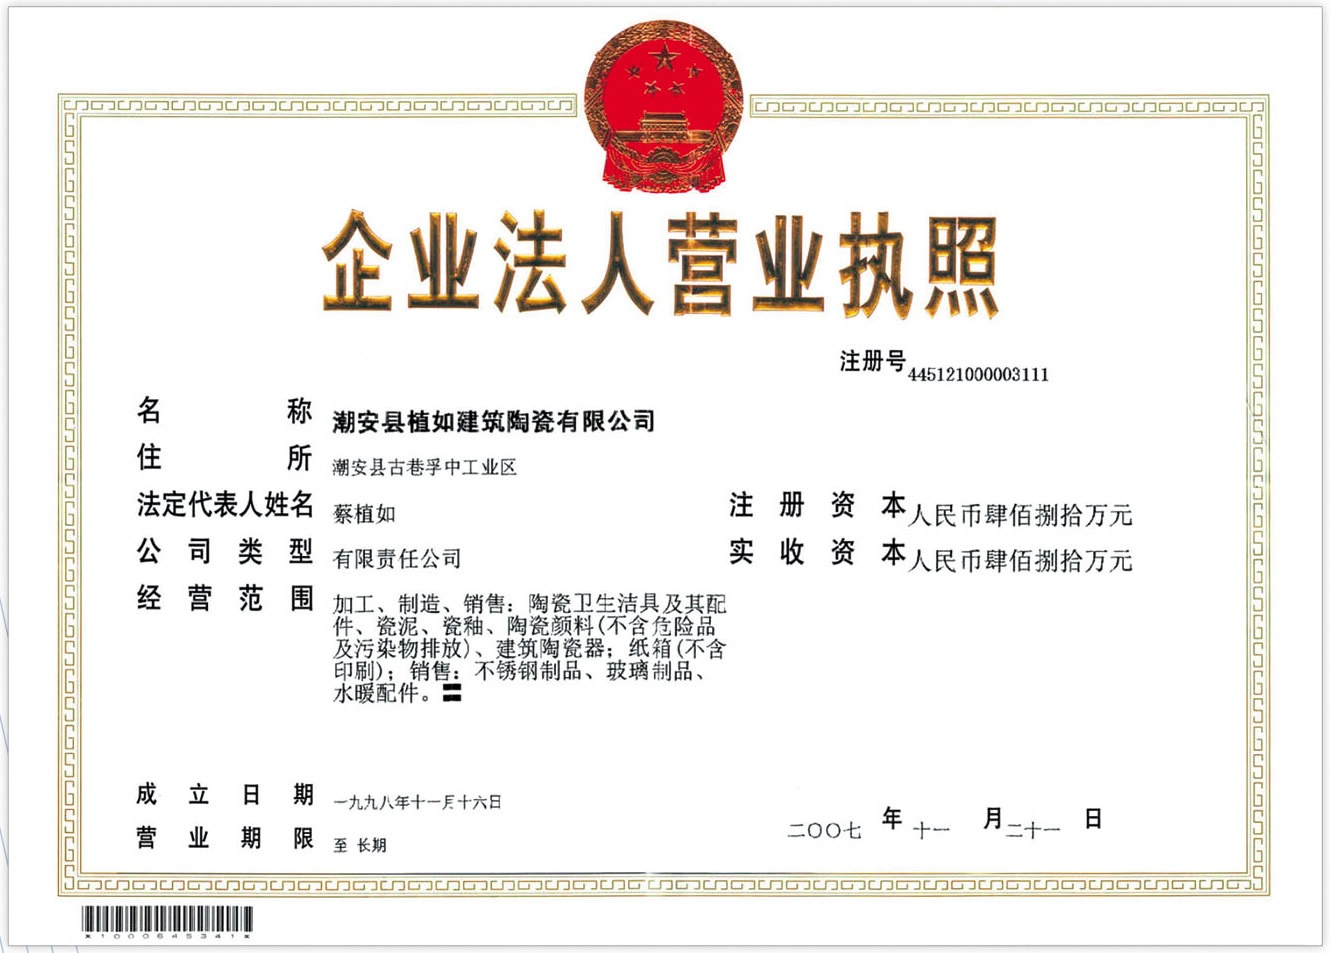 企业法人营业执照
注册号 445121000003111
名称 潮安县植如建筑陶瓷有限公司
住所 潮安县古巷孚中工业区
法定代表人姓名 蔡植如
注册资本 人民币肆佰捌拾万元
公司类型 有限责任公司
实收资本 人民币肆佰捌拾万元
经营范围 加工、制造、销售：陶瓷卫生洁具及其配
件、瓷泥、瓷釉、陶瓷颜料(不含危险品
及污染物排放)、建筑陶瓷器；纸箱(不含
印刷)；销售：不锈钢制品、玻璃制品、
水暖配件。
成立日期 一九九八年十一月十六日
营业期限 至 长期
二〇〇七年十一月二十一日
*1000645341*